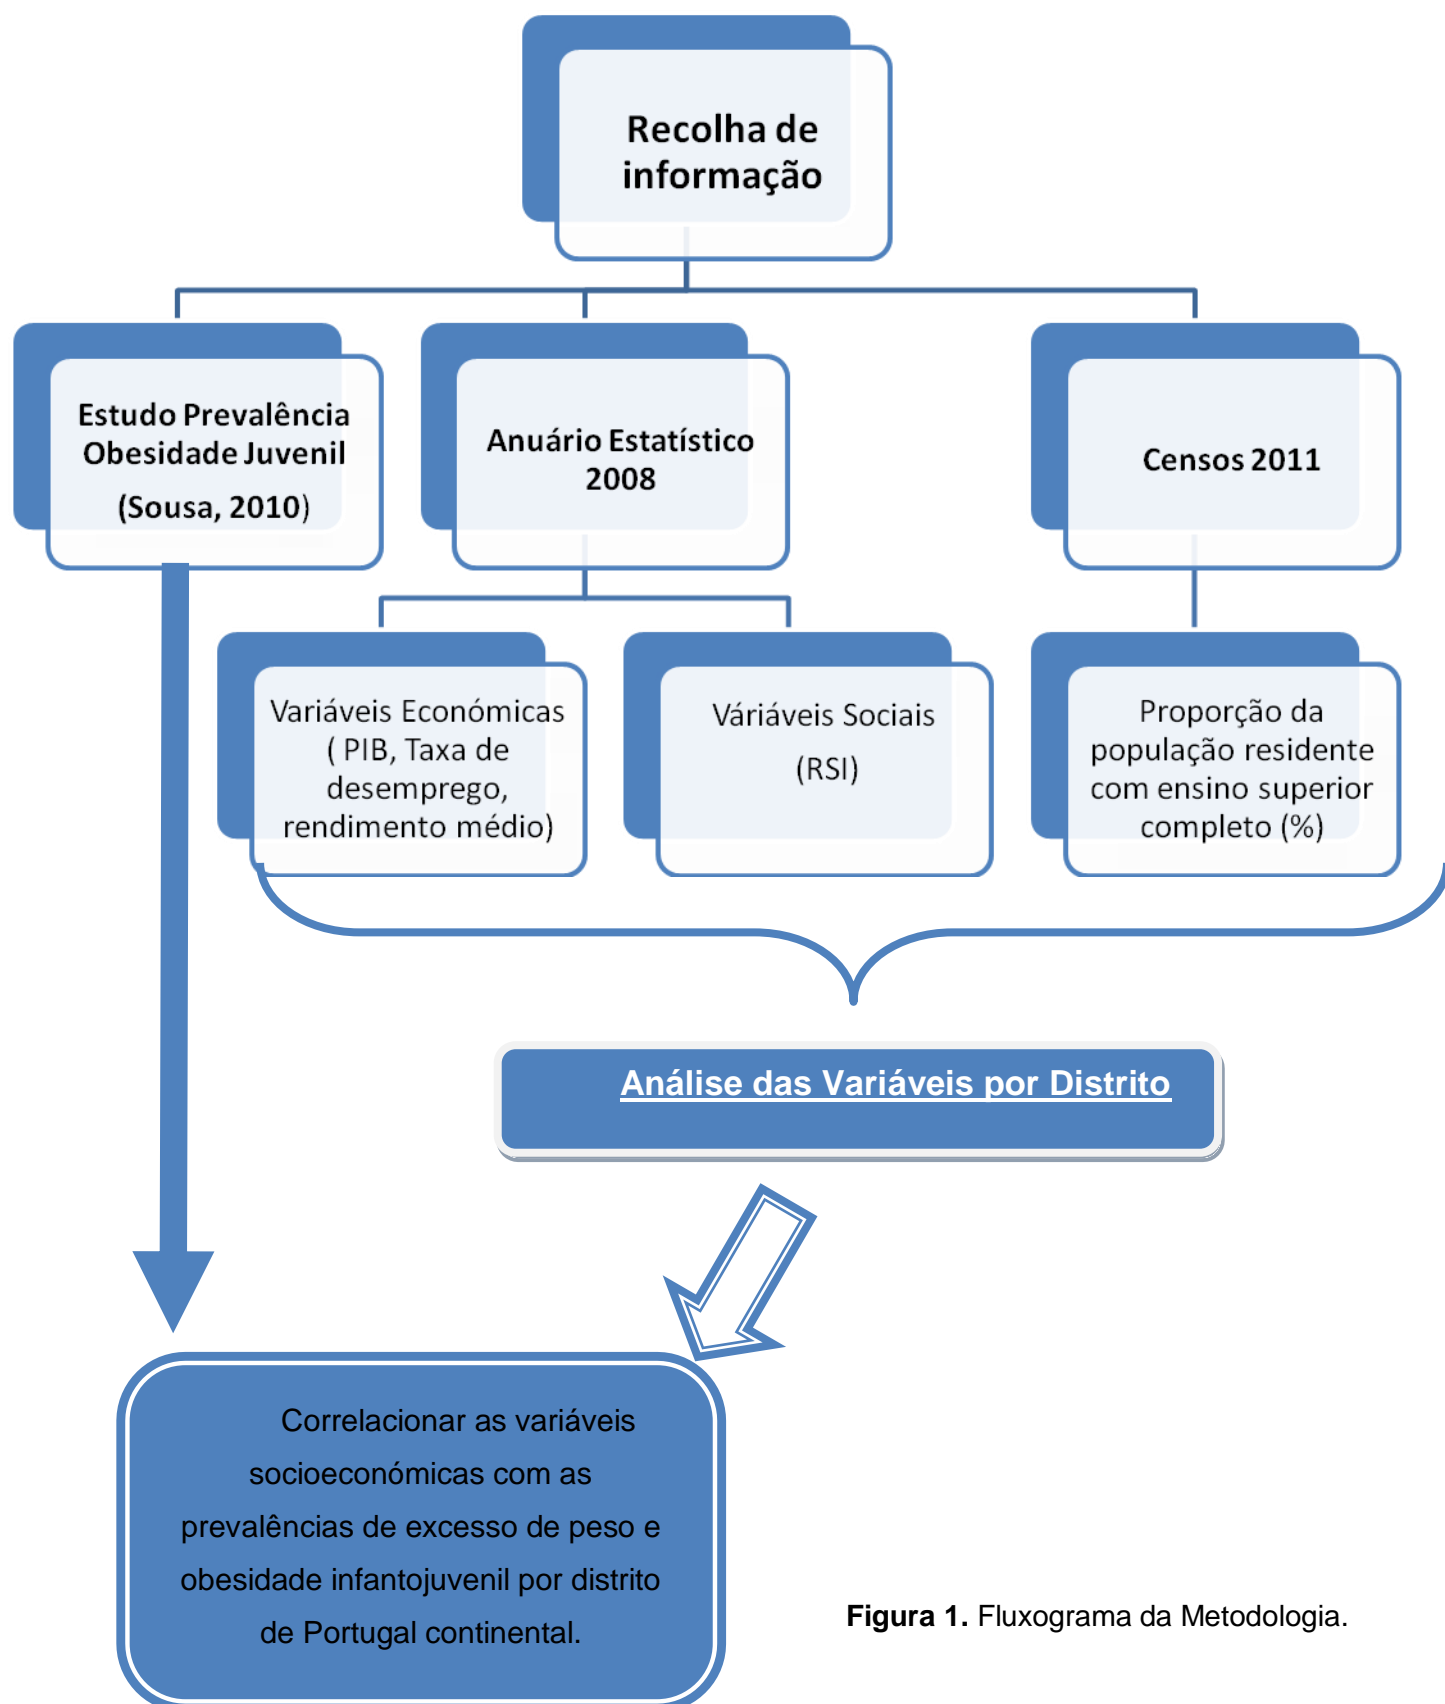 Recolha de
informação
Estudo Prevalência
Obesidade Juvenil
(Sousa, 2010)
Anuário Estatístico
2008
Censos 2011
Variáveis Económicas
( PIB, Taxa de
desemprego,
rendimento médio)
Váriáveis Sociais
(RSI)
Proporção da
população residente
com ensino superior
completo (%)
Análise das Variáveis por Distrito
Correlacionar as variáveis
socioeconómicas com as
prevalências de excesso de peso e
obesidade infantojuvenil por distrito
de Portugal continental.
Figura 1. Fluxograma da Metodologia.